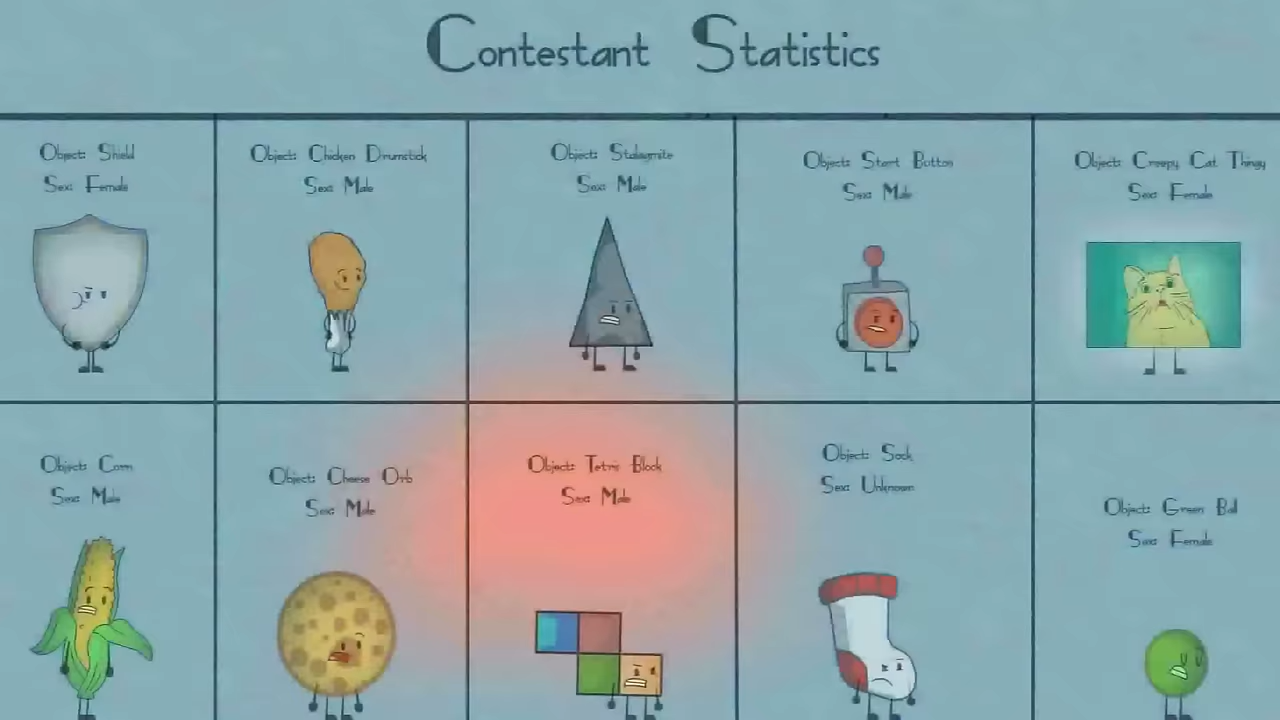 Contestant Statistics
Object: Shield
Sex: Female
Object: Chicken Drumstick
Sex: Male
Object: Stalagmite
Sex: Male
Object: Start Button
Sex: Male
Object: Creepy Cat Thingy
Sex: Female
Object: Corn
Sex: Male
Object: Cheese Orb
Sex: Male
Object: Tetris Block
Sex: Male
Object: Sock
Sex: Unknown
Object: Green Ball
Sex: Female